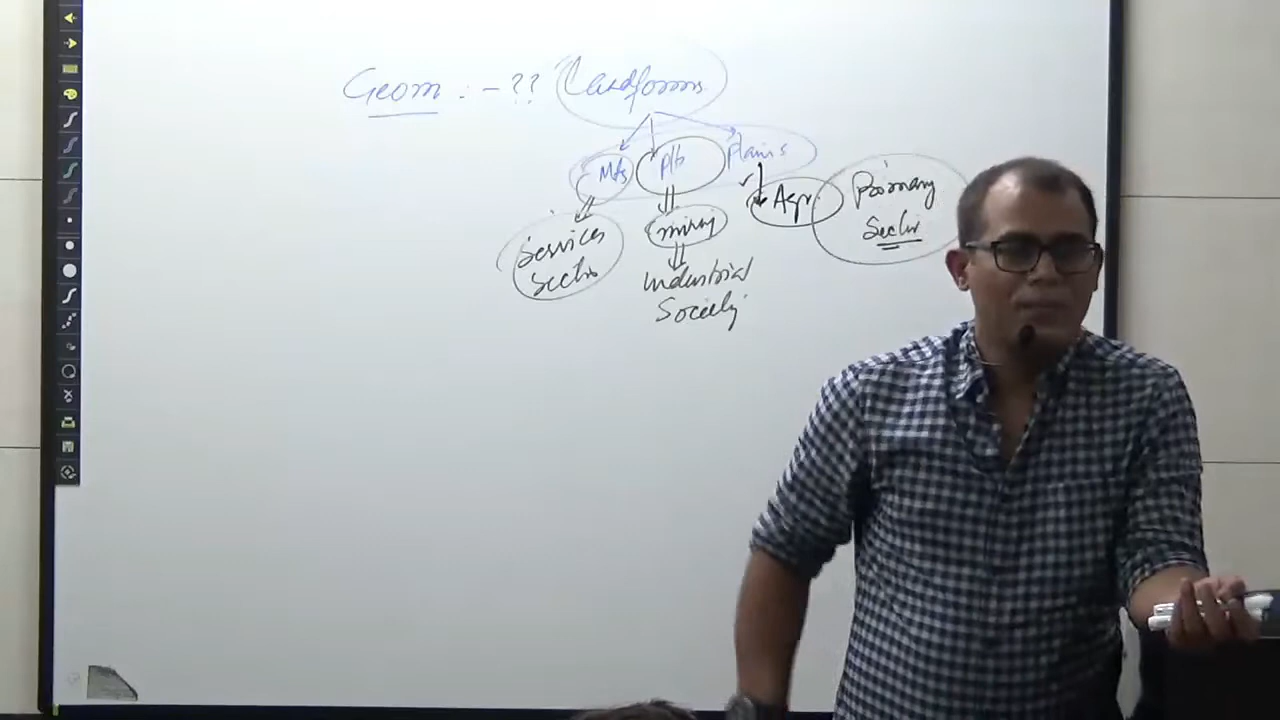 Geom : - ?? Landforms
Mts Plt Plains
Agr Primary Sector
Services Sector
mining
Industrial Society